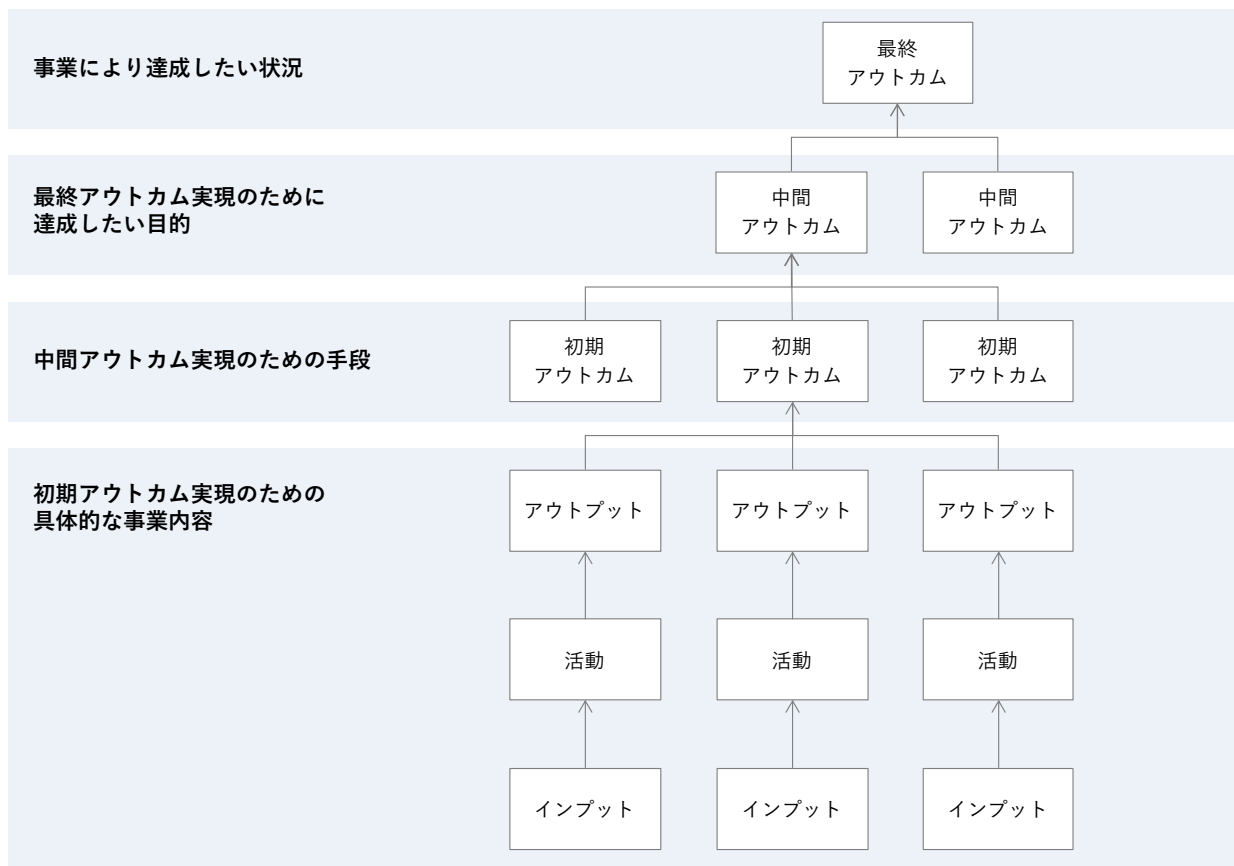 事業により達成したい状況
最終
アウトカム
最終アウトカム実現のために
達成したい目的
中間
アウトカム
中間
アウトカム
中間アウトカム実現のための手段
初期
アウトカム
初期
アウトカム
初期
アウトカム
初期アウトカム実現のための
具体的な事業内容
アウトプット
アウトプット
アウトプット
活動
活動
活動
インプット
インプット
インプット